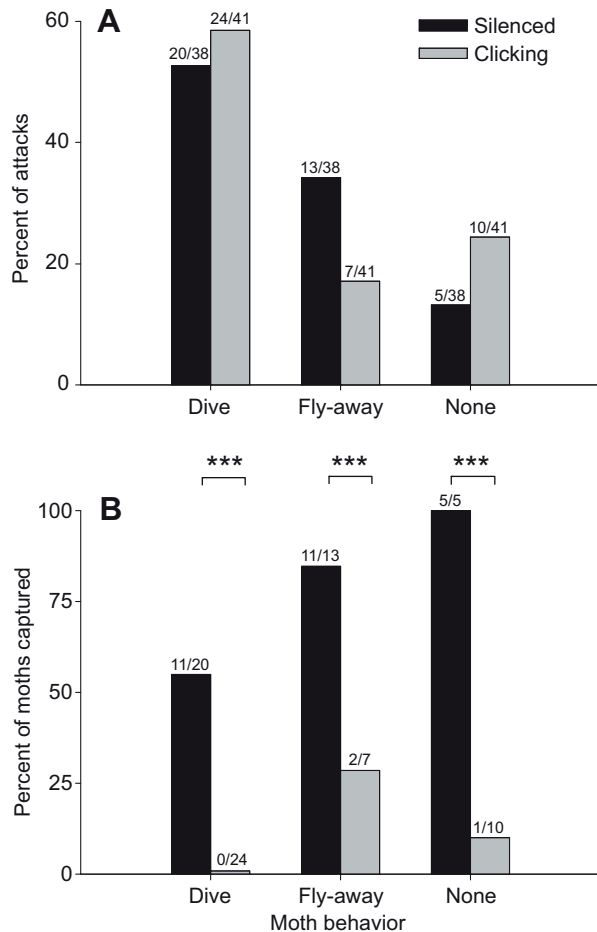 A
Silenced
Clicking
Percent of attacks
60
40
20
0
20/38
24/41
13/38
7/41
5/38
10/41
Dive
Fly-away
None
B
***
***
***
Percent of moths captured
100
75
50
25
0
11/20
0/24
11/13
2/7
5/5
1/10
Dive
Fly-away
None
Moth behavior